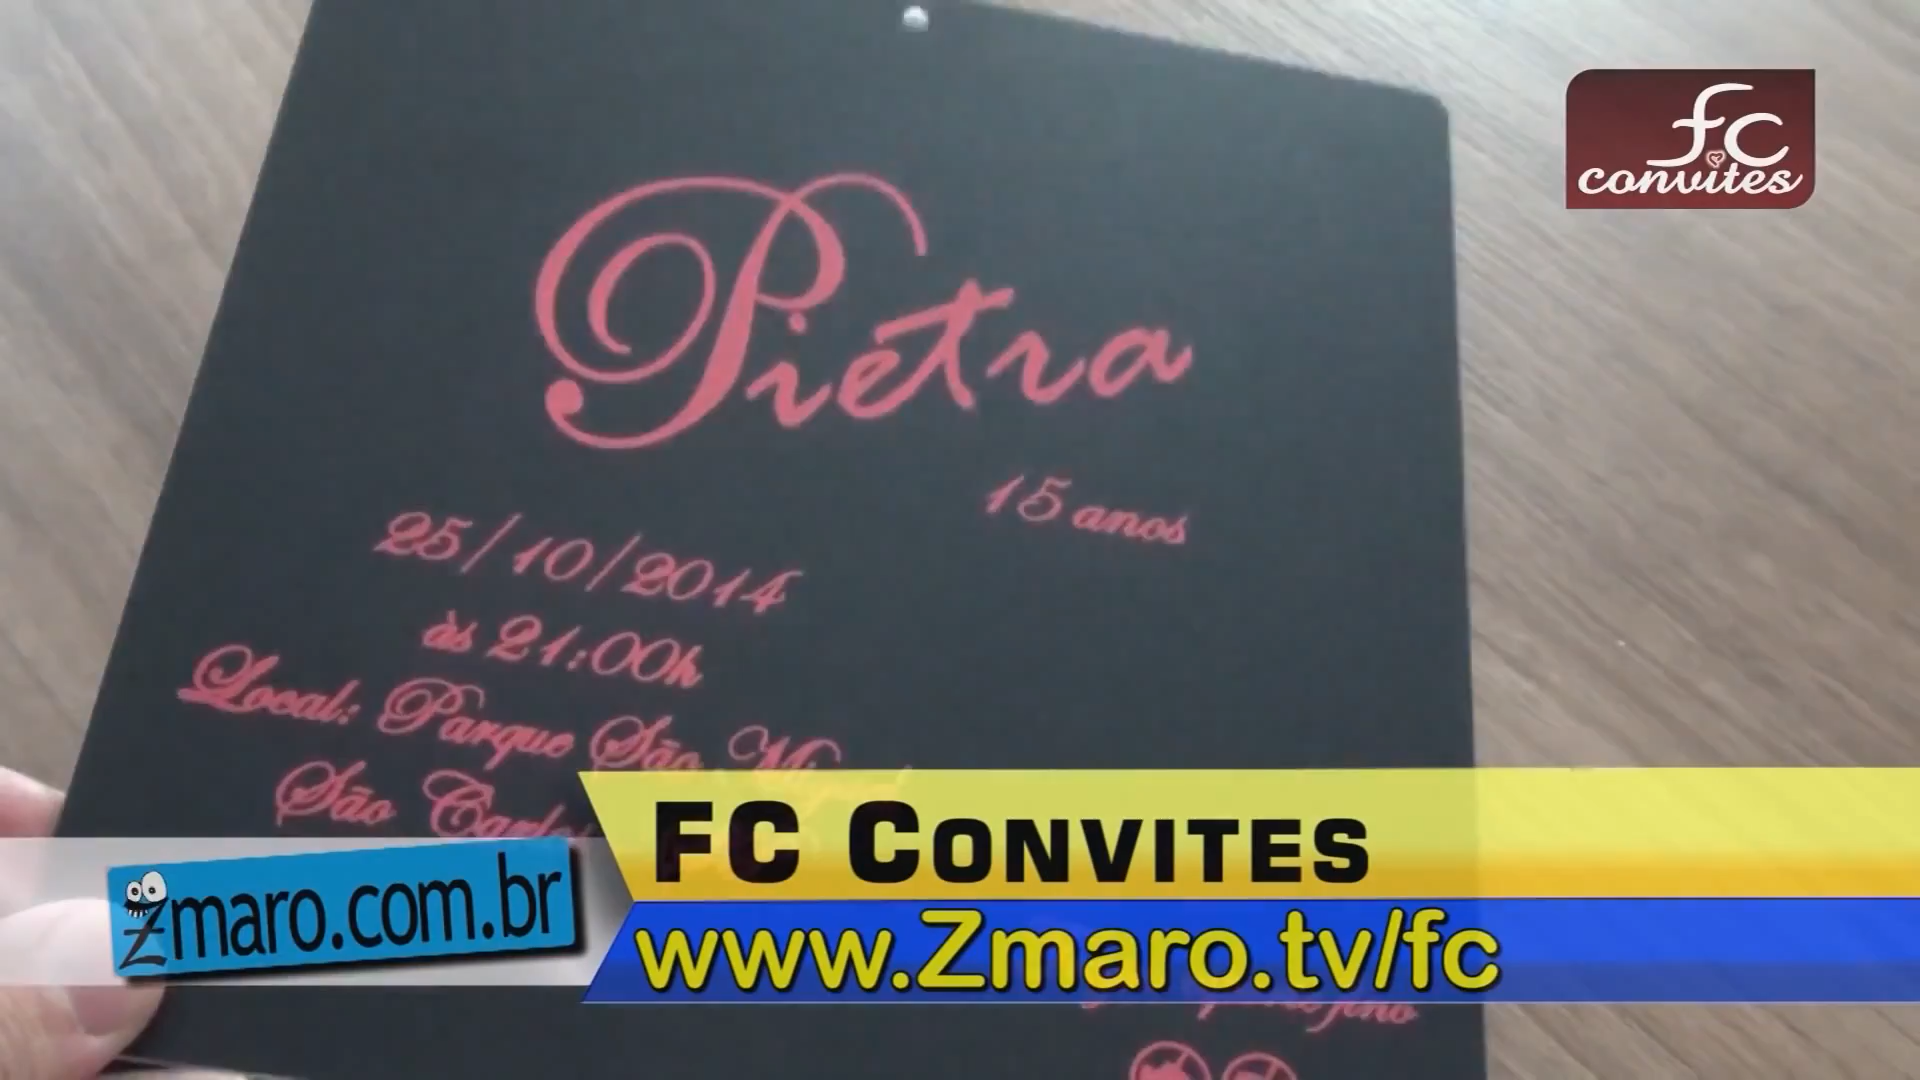 fc
convites
Pietra
15 anos
25/10/2014
às 21:00h
Local: Parque São
São
FC CONVITES
Zmaro.com.br
www.Zmaro.tv/fc
fino